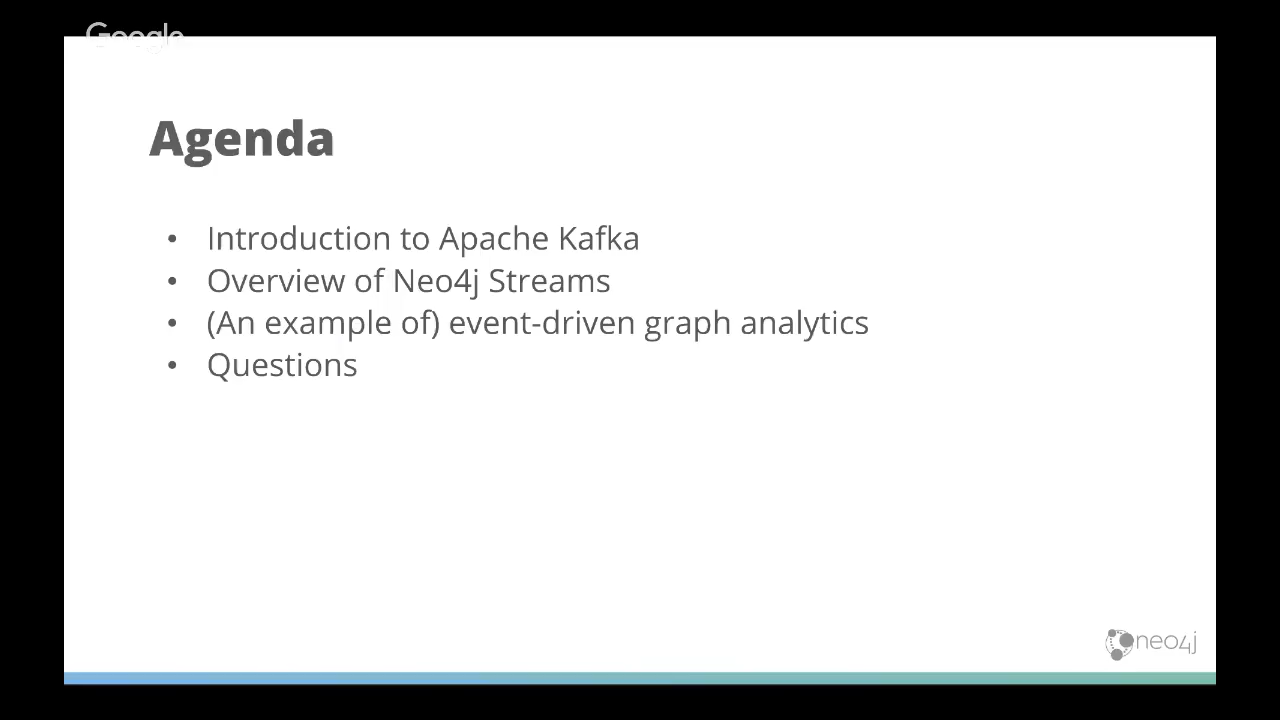 Google
Agenda
• Introduction to Apache Kafka
• Overview of Neo4j Streams
• (An example of) event-driven graph analytics
• Questions
neo4j